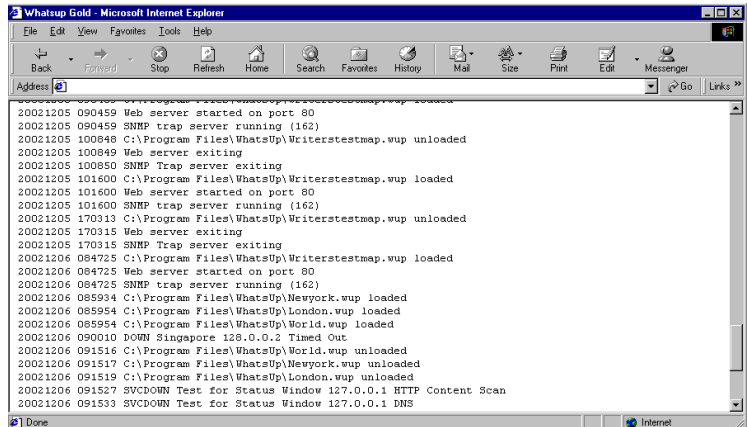 Whatsup Gold - Microsoft Internet Explorer
File Edit View Favorites Tools Help
Back Forward Stop Refresh Home Search Favorites History Mail Size Print Edit Messenger
Address Go Links »
20021205 090459 Web server started on port 80
20021205 090459 SNMP trap server running (162)
20021205 100848 C:\Program Files\WhatsUp\Writerstestmap.wup unloaded
20021205 100849 Web server exiting
20021205 100850 SNMP Trap server exiting
20021205 101600 C:\Program Files\WhatsUp\Writerstestmap.wup loaded
20021205 101600 Web server started on port 80
20021205 101600 SNMP trap server running (162)
20021205 170313 C:\Program Files\WhatsUp\Writerstestmap.wup unloaded
20021205 170315 Web server exiting
20021205 170315 SNMP Trap server exiting
20021206 084725 C:\Program Files\WhatsUp\Writerstestmap.wup loaded
20021206 084725 Web server started on port 80
20021206 084725 SNMP trap server running (162)
20021206 085934 C:\Program Files\WhatsUp\Newyork.wup loaded
20021206 085954 C:\Program Files\WhatsUp\London.wup loaded
20021206 085954 C:\Program Files\WhatsUp\World.wup loaded
20021206 090010 DOWN Singapore 128.0.0.2 Timed Out
20021206 091516 C:\Program Files\WhatsUp\World.wup unloaded
20021206 091517 C:\Program Files\WhatsUp\Newyork.wup unloaded
20021206 091519 C:\Program Files\WhatsUp\London.wup unloaded
20021206 091527 SVCDOWN Test for Status Window 127.0.0.1 HTTP Content Scan
20021206 091533 SVCDOWN Test for Status Window 127.0.0.1 DNS
Done Internet